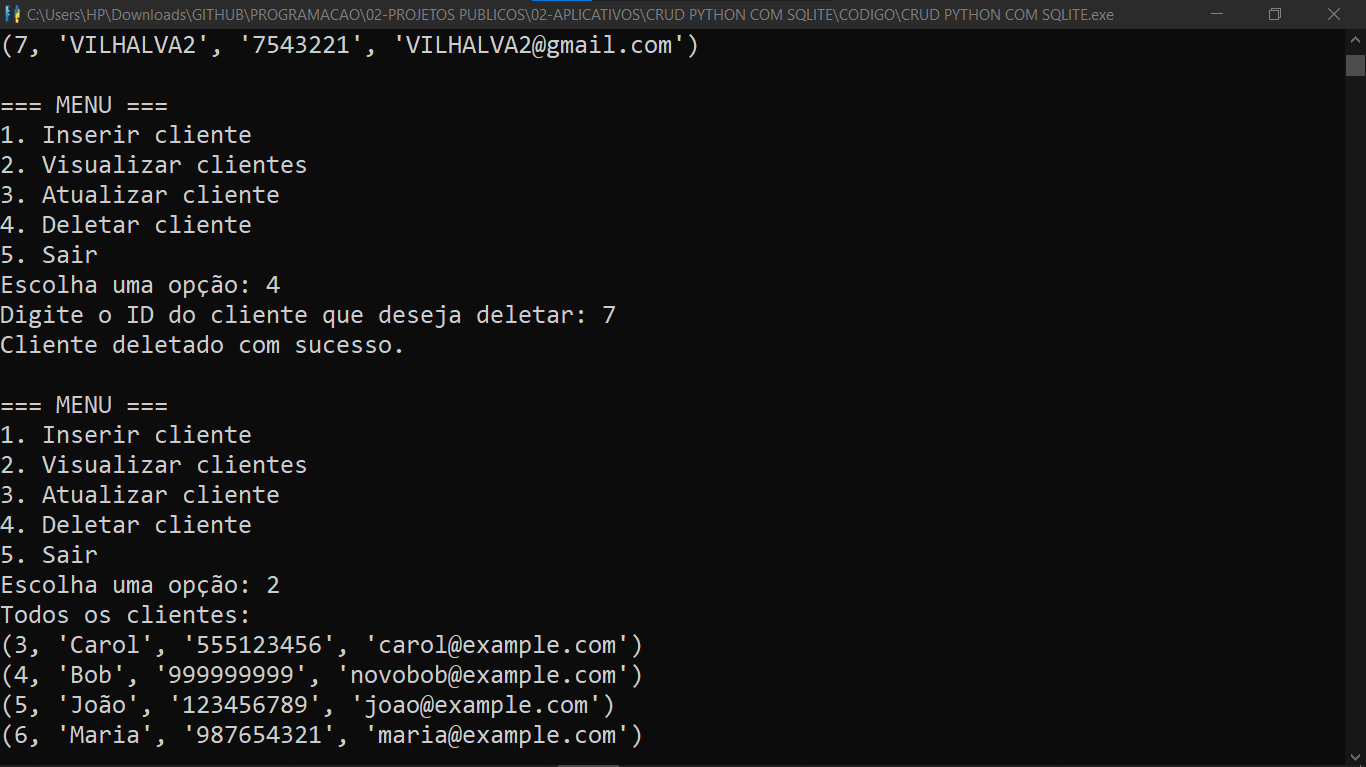 C:\Users\HP\Downloads\GITHUB\PROGRAMACAO\02-PROJETOS PUBLICOS\02-APLICATIVOS\CRUD PYTHON COM SQLITE\CODIGO\CRUD PYTHON COM SQLITE.exe
(7, 'VILHALVA2', '7543221', 'VILHALVA2@gmail.com')
=== MENU ===
1. Inserir cliente
2. Visualizar clientes
3. Atualizar cliente
4. Deletar cliente
5. Sair
Escolha uma opção: 4
Digite o ID do cliente que deseja deletar: 7
Cliente deletado com sucesso.
=== MENU ===
1. Inserir cliente
2. Visualizar clientes
3. Atualizar cliente
4. Deletar cliente
5. Sair
Escolha uma opção: 2
Todos os clientes:
(3, 'Carol', '555123456', 'carol@example.com')
(4, 'Bob', '999999999', 'novobob@example.com')
(5, 'João', '123456789', 'joao@example.com')
(6, 'Maria', '987654321', 'maria@example.com')